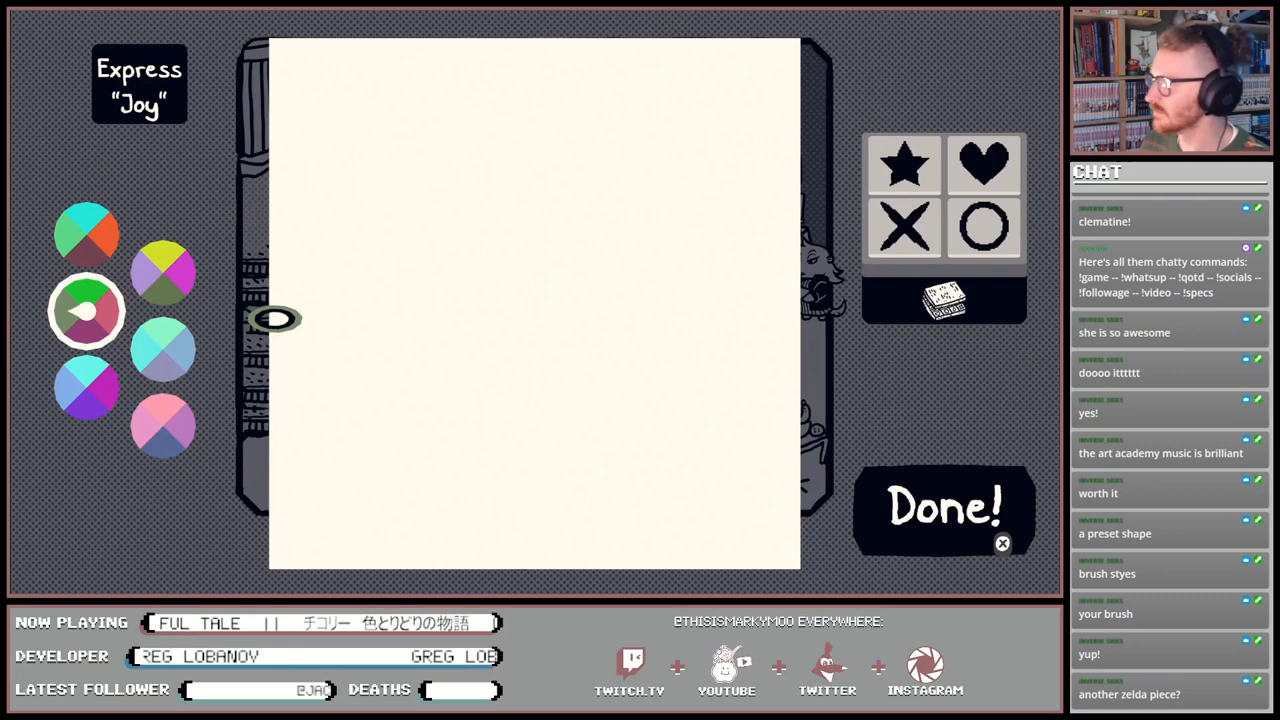 Express
"Joy"
Done!
CHAT
clematine!
Here's all them chatty commands:
!game -- !whatsup -- !qotd -- !socials --
!followage -- !video -- !specs
she is so awesome
doooo itttttt
yes!
the art academy music is brilliant
worth it
a preset shape
brush styes
your brush
yup!
another zelda piece?
NOW PLAYING
FUL TALE || チコリー 色とりどりの物語
DEVELOPER
REG LOBANOV GREG LOB
LATEST FOLLOWER
@JAC
DEATHS
@THISISMARKYMOO EVERYWHERE:
TWITCH.TV + YOUTUBE + TWITTER + INSTAGRAM